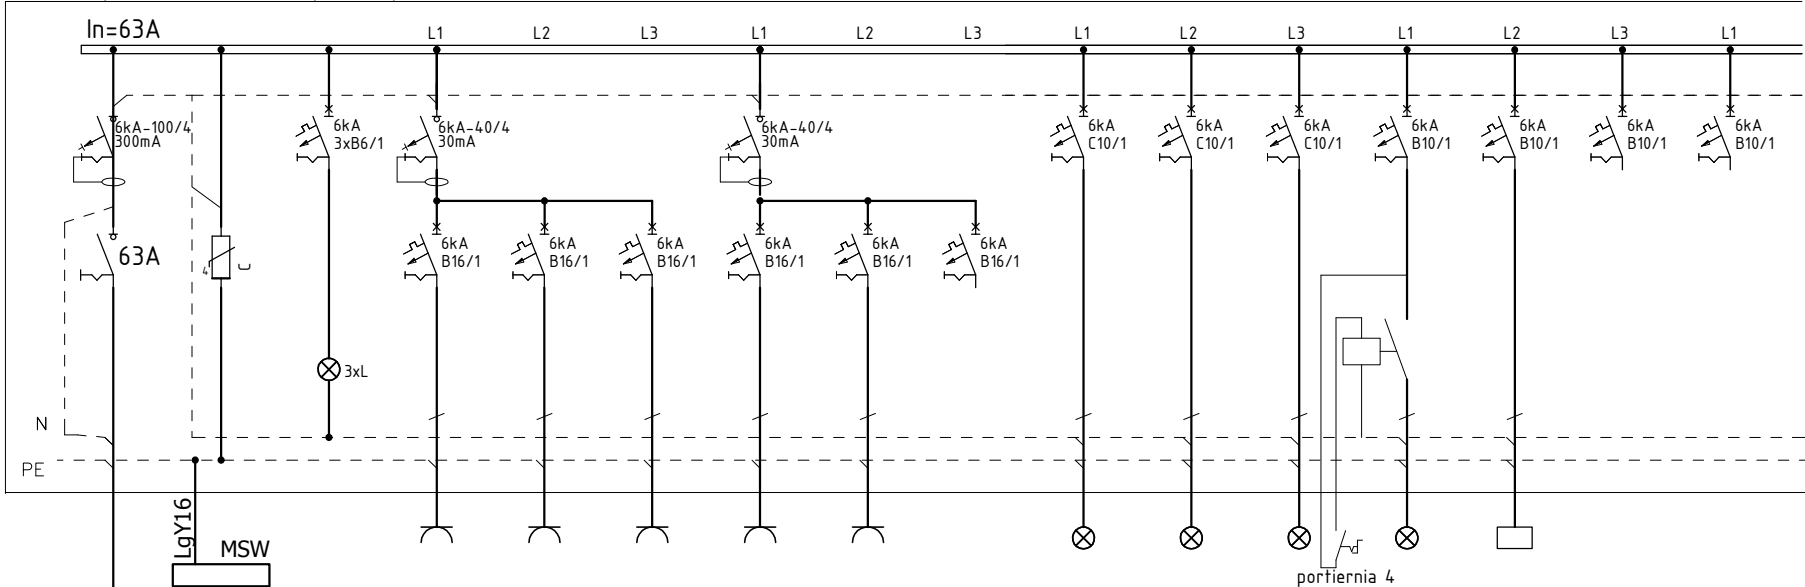 In=63A
L1
L2
L3
L1
L2
L3
L1
L2
L3
L1
L2
L3
L1
6kA-100/4
300mA
6kA
3xB6/1
6kA-40/4
30mA
6kA-40/4
30mA
6kA
C10/1
6kA
C10/1
6kA
C10/1
6kA
B10/1
6kA
B10/1
6kA
B10/1
6kA
B10/1
63A
4
C
6kA
B16/1
6kA
B16/1
6kA
B16/1
6kA
B16/1
6kA
B16/1
6kA
B16/1
3xL
N
PE
LgY16
MSW
portiernia 4